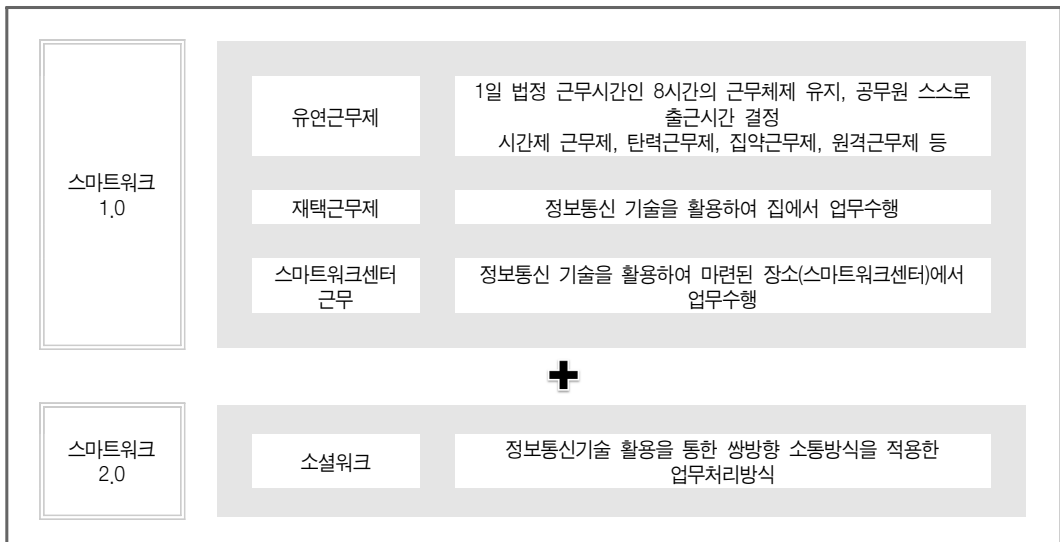 스마트워크
1.0
유연근무제
1일 법정 근무시간인 8시간의 근무체제 유지, 공무원 스스로
출근시간 결정
시간제 근무제, 탄력근무제, 집약근무제, 원격근무제 등
재택근무제
정보통신 기술을 활용하여 집에서 업무수행
스마트워크센터
근무
정보통신 기술을 활용하여 마련된 장소(스마트워크센터)에서
업무수행
스마트워크
2.0
소셜워크
정보통신기술 활용을 통한 쌍방향 소통방식을 적용한
업무처리방식